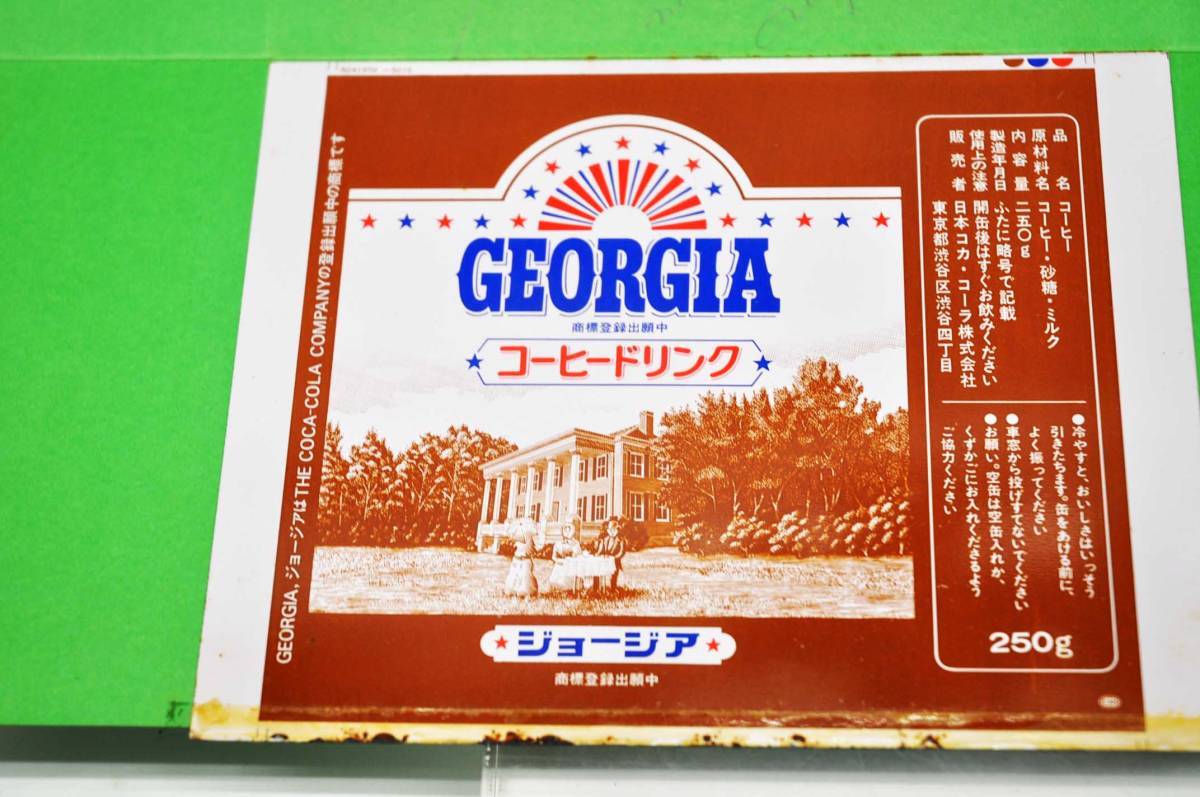 GEORGIA
商標登録出願中
コーヒードリンク
ジョージア
商標登録出願中
GEORGIA, ジョージアはTHE COCA-COLA COMPANYの登録出願中の商標です
品名 コーヒー
原材料名 コーヒー・砂糖・ミルク
内容量 二五〇g
製造年月日 ふたに略号で記載
使用上の注意 開缶後はすぐお飲みください
販売者 日本コカ・コーラ株式会社
東京都渋谷区渋谷四丁目
●冷やすと、おいしさはいっそう
引きたちます。缶をあける前に、
よく振ってください
●車窓から投げすてないでください
●お願い。空缶は空缶入れか、
くずかごにお入れくださるよう
ご協力ください
250g